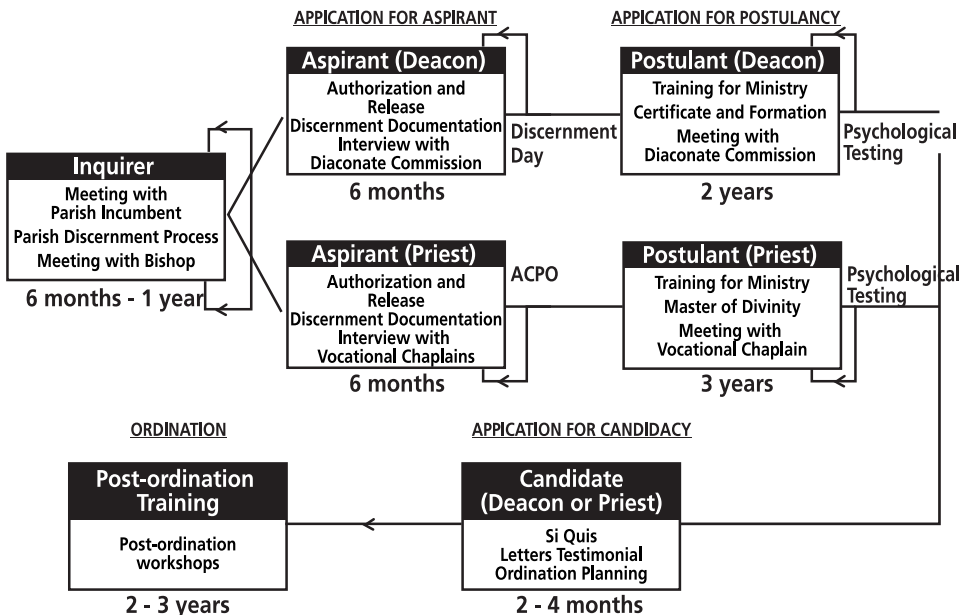 APPICATION FOR ASPIRANT
APPICATION FOR POSTULANCY
Aspirant (Deacon)
Authorization and
Release
Discernment Documentation
Interview with
Diaconate Commission
6 months
Discernment
Day
Postulant (Deacon)
Training for Ministry
Certificate and Formation
Meeting with
Diaconate Commission
2 years
Psychological
Testing
Inquirer
Meeting with
Parish Incumbent
Parish Discernment Process
Meeting with Bishop
6 months - 1 year
Aspirant (Priest)
Authorization and
Release
Discernment Documentation
Interview with
Vocational Chaplains
6 months
ACPO
Postulant (Priest)
Training for Ministry
Master of Divinity
Meeting with
Vocational Chaplain
3 years
Psychological
Testing
ORDINATION
APPICATION FOR CANDIDACY
Post-ordination
Training
Post-ordination
workshops
2 - 3 years
Candidate
(Deacon or Priest)
Si Quis
Letters Testimonial
Ordination Planning
2 - 4 months